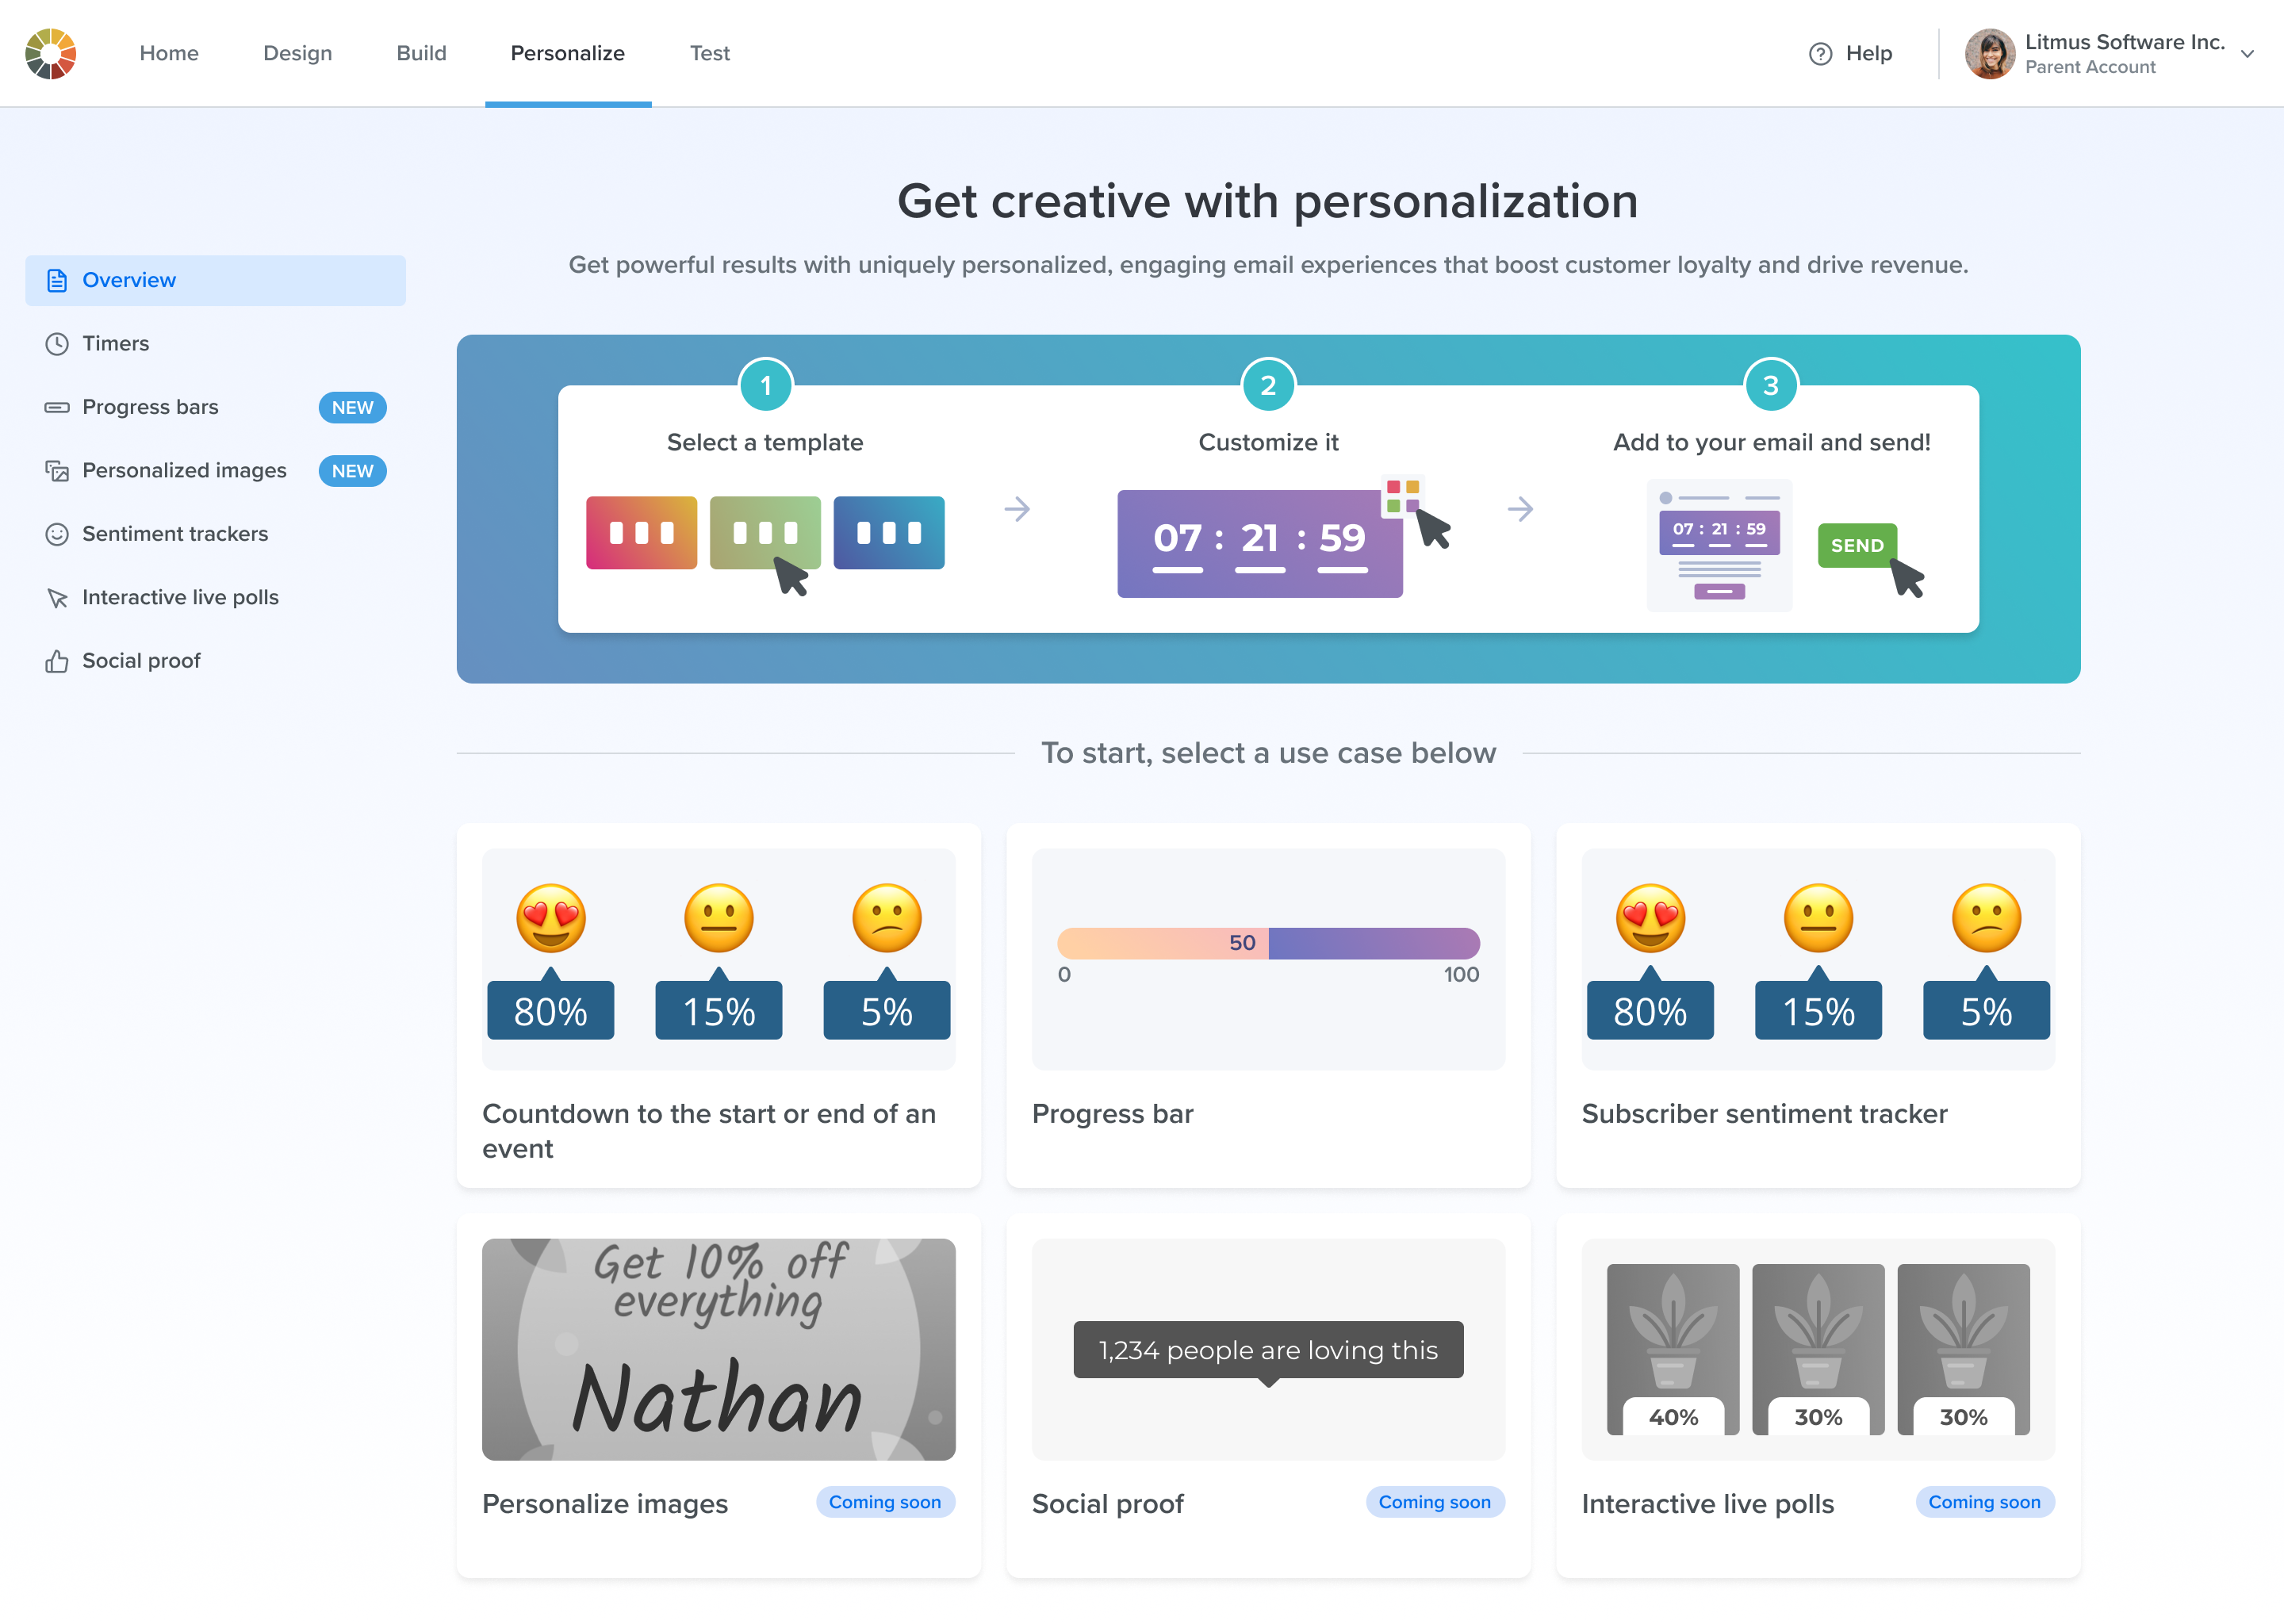 Home
Design
Build
Personalize
Test
Help
Litmus Software Inc.
Parent Account
Overview
Timers
Progress bars
NEW
Personalized images
NEW
Sentiment trackers
Interactive live polls
Social proof
Get creative with personalization
Get powerful results with uniquely personalized, engaging email experiences that boost customer loyalty and drive revenue.
1
Select a template
2
Customize it
07 : 21 : 59
3
Add to your email and send!
07 : 21 : 59
SEND
To start, select a use case below
80%
15%
5%
Countdown to the start or end of an
event
50
0
100
Progress bar
80%
15%
5%
Subscriber sentiment tracker
Get 10% off
everything
Nathan
Personalize images
Coming soon
1,234 people are loving this
Social proof
Coming soon
40%
30%
30%
Interactive live polls
Coming soon